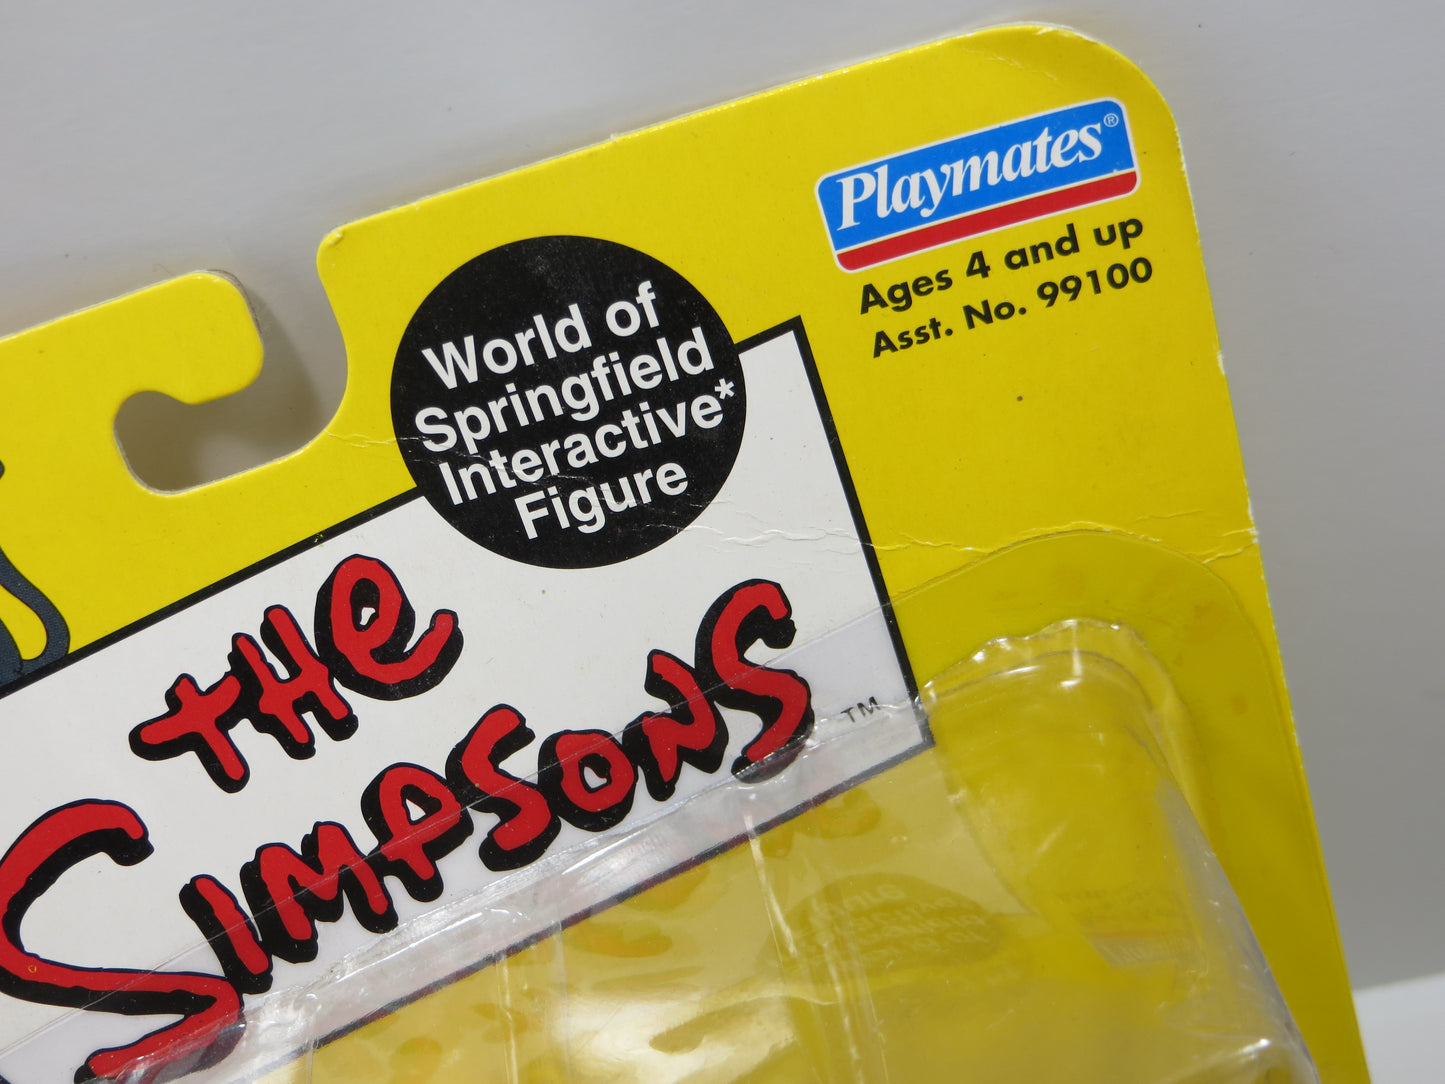 Playmates®
Ages 4 and up
Asst. No. 99100
World of
Springfield
Interactive*
Figure
THE
SIMPSONS
TM